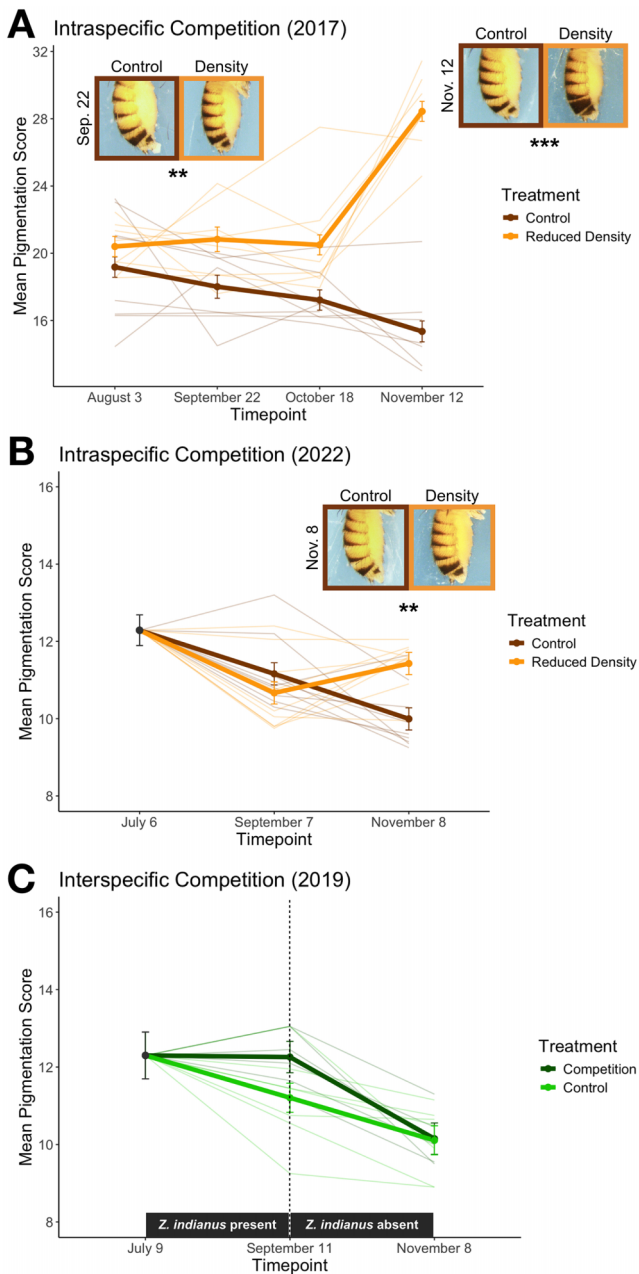 A Intraspecific Competition (2017)
Control Density
Sep. 22
**
Nov. 12
***
Mean Pigmentation Score
32
28
24
20
16
Treatment
Control
Reduced Density
August 3 September 22 October 18 November 12
Timepoint
B Intraspecific Competition (2022)
Control Density
Nov. 8
**
Mean Pigmentation Score
16
14
12
10
8
Treatment
Control
Reduced Density
July 6 September 7 November 8
Timepoint
C Interspecific Competition (2019)
Mean Pigmentation Score
16
14
12
10
8
Treatment
Competition
Control
Z. indianus present Z. indianus absent
July 9 September 11 November 8
Timepoint